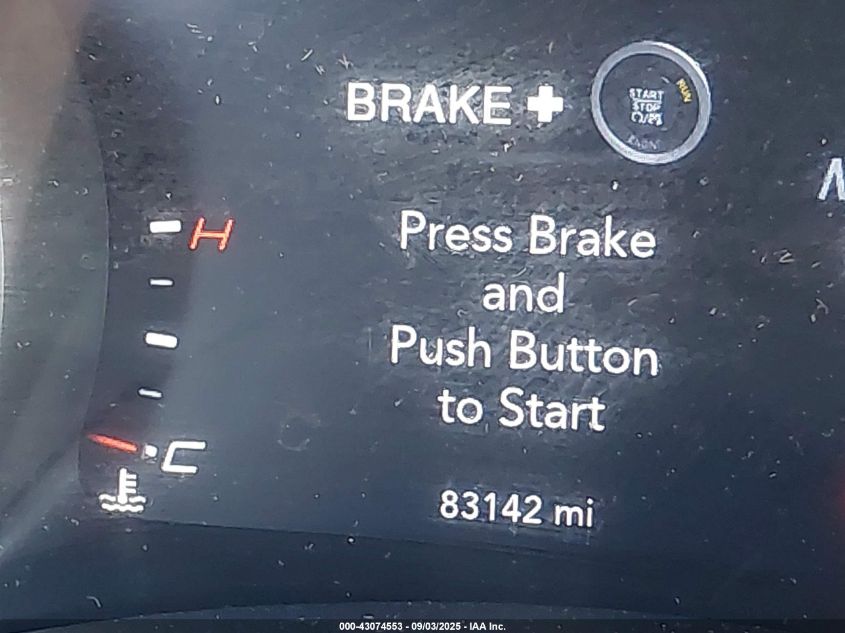 BRAKE +
RUN
START
STOP
H
Press Brake
and
Push Button
to Start
C
83142 mi
000-43074553 - 09/03/2025 - IAA Inc.